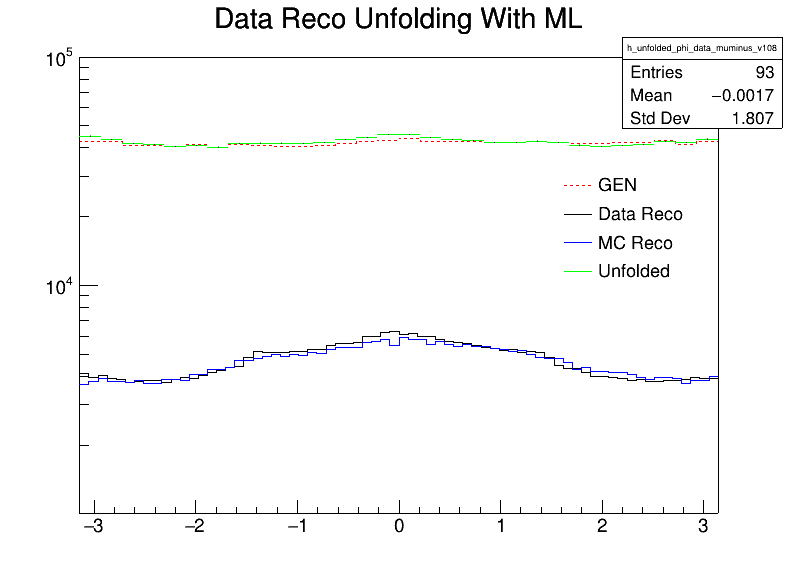 Data Reco Unfolding With ML
h_unfolded_phi_data_muminus_v108
Entries 93
Mean −0.0017
Std Dev 1.807
10^5
GEN
Data Reco
MC Reco
Unfolded
10^4
−3 −2 −1 0 1 2 3